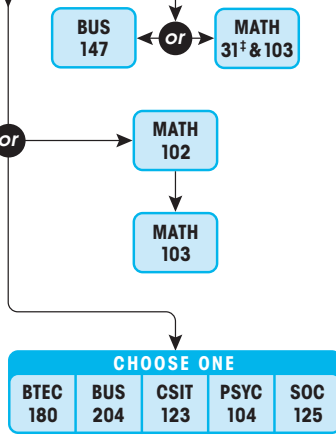 BUS
147
or
MATH
31‡ & 103
or
MATH
102
MATH
103
CHOOSE ONE
BTEC
180
BUS
204
CSIT
123
PSYC
104
SOC
125